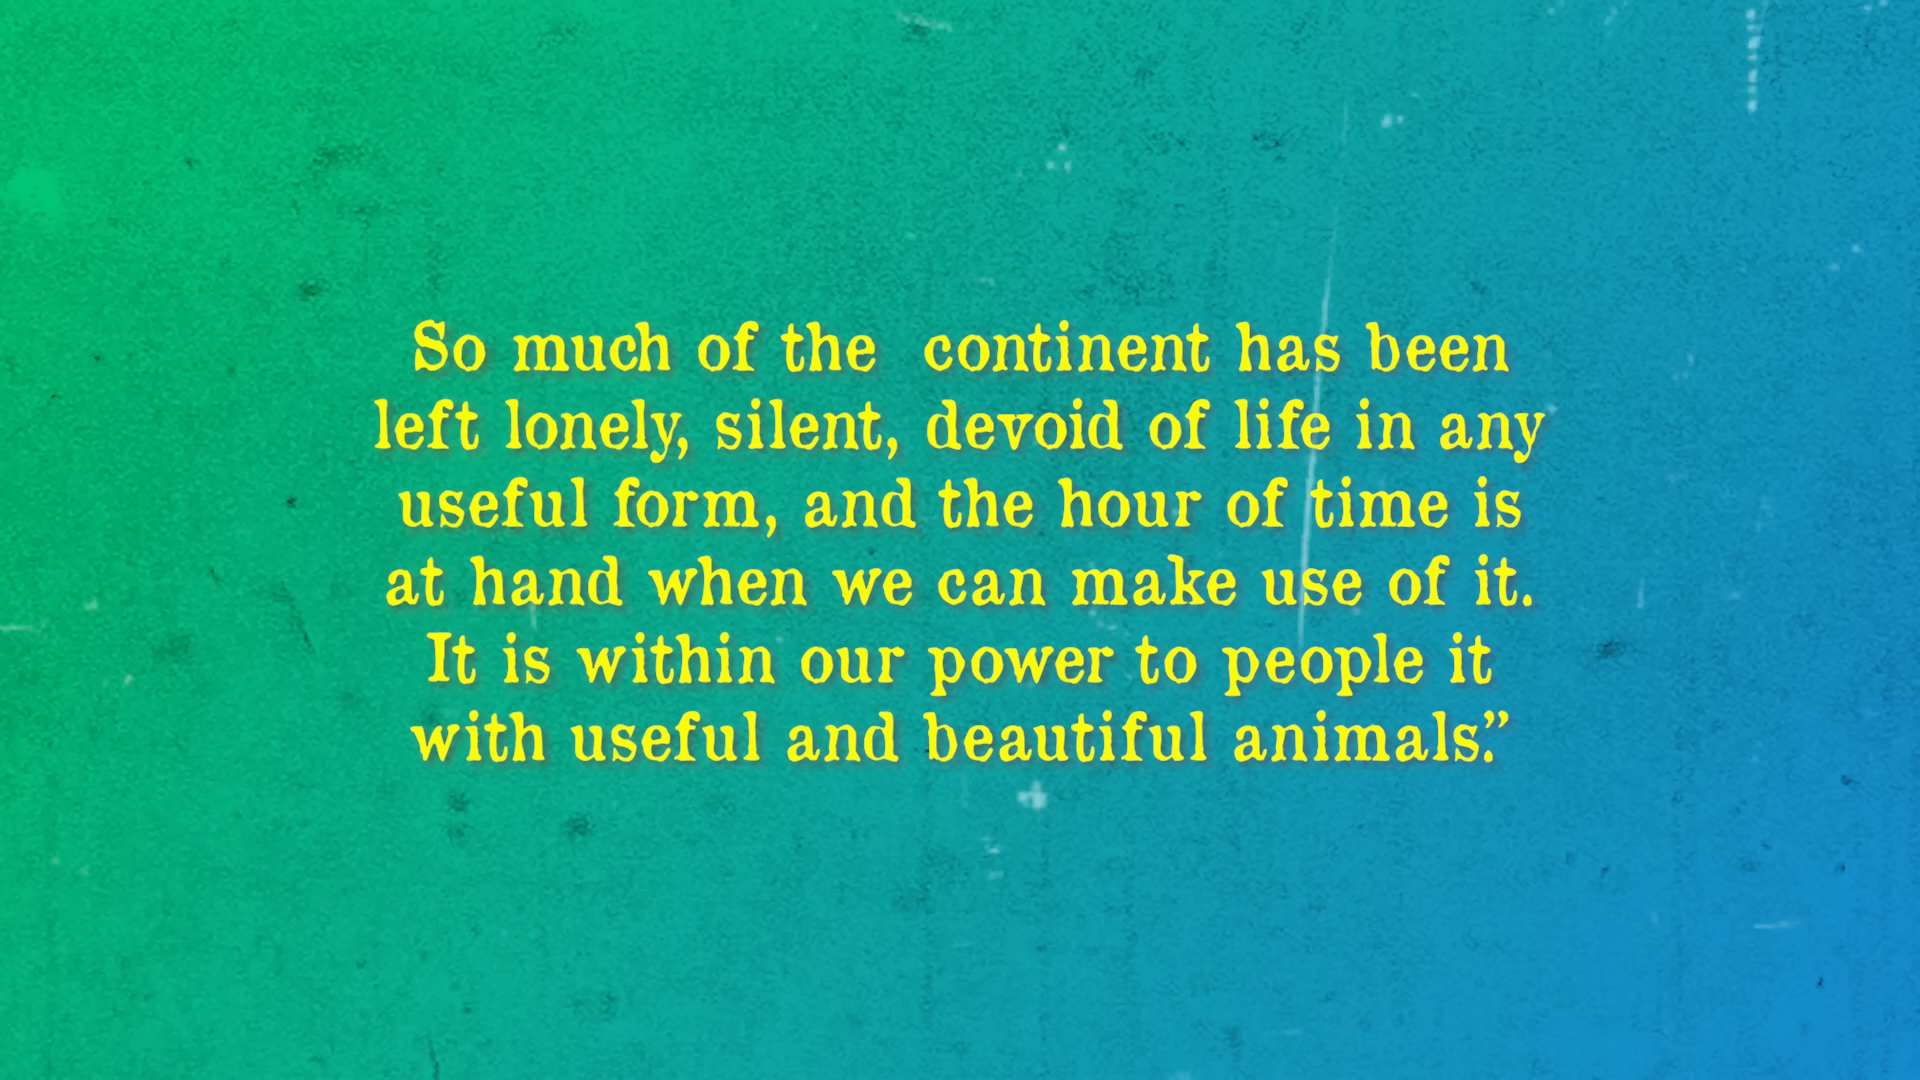 So much of the  continent has been
left lonely, silent, devoid of life in any
useful form, and the hour of time is
at hand when we can make use of it.
It is within our power to people it
with useful and beautiful animals.”